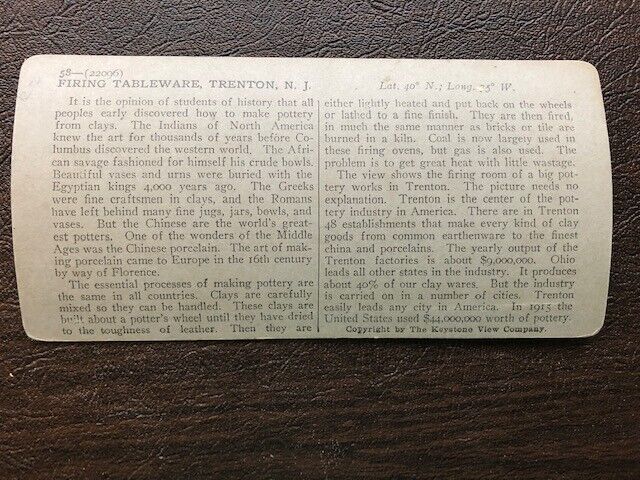 58—(22096)
FIRING TABLEWARE, TRENTON, N. J.
Lat. 40° N.; Long. 75° W.
It is the opinion of students of history that all
peoples early discovered how to make pottery
from clays. The Indians of North America
knew the art for thousands of years before Co-
lumbus discovered the western world. The Afri-
can savage fashioned for himself his crude bowls.
Beautiful vases and urns were buried with the
Egyptian kings 4,000 years ago. The Greeks
were fine craftsmen in clays, and the Romans
have left behind many fine jugs, jars, bowls, and
vases. But the Chinese are the world's great-
est potters. One of the wonders of the Middle
Ages was the Chinese porcelain. The art of mak-
ing porcelain came to Europe in the 16th century
by way of Florence.
The essential processes of making pottery are
the same in all countries. Clays are carefully
mixed so they can be handled. These clays are
built about a potter's wheel until they have dried
to the toughness of leather. Then they are
either lightly heated and put back on the wheels
or lathed to a fine finish. They are then fired,
in much the same manner as bricks or tile are
burned in a kiln. Coal is now largely used in
these firing ovens, but gas is also used. The
problem is to get great heat with little wastage.
The view shows the firing room of a big pot-
tery works in Trenton. The picture needs no
explanation. Trenton is the center of the pot-
tery industry in America. There are in Trenton
48 establishments that make every kind of clay
goods from common earthenware to the finest
china and porcelains. The yearly output of the
Trenton factories is about $9,000,000. Ohio
leads all other states in the industry. It produces
about 40% of our clay wares. But the industry
is carried on in a number of cities. Trenton
easily leads any city in America. In 1915 the
United States used $44,000,000 worth of pottery.
Copyright by The Keystone View Company.